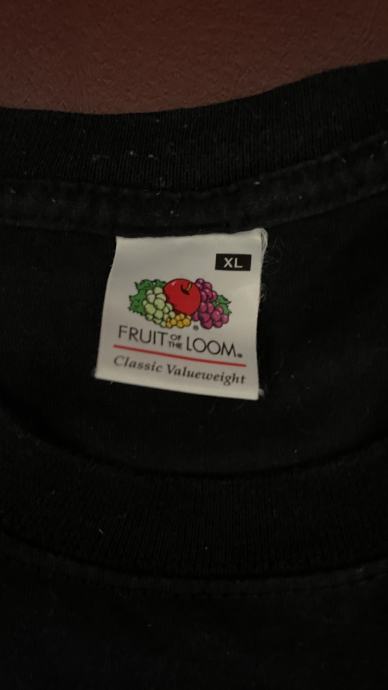 XL
FRUIT OF THE LOOM®
Classic Valueweight